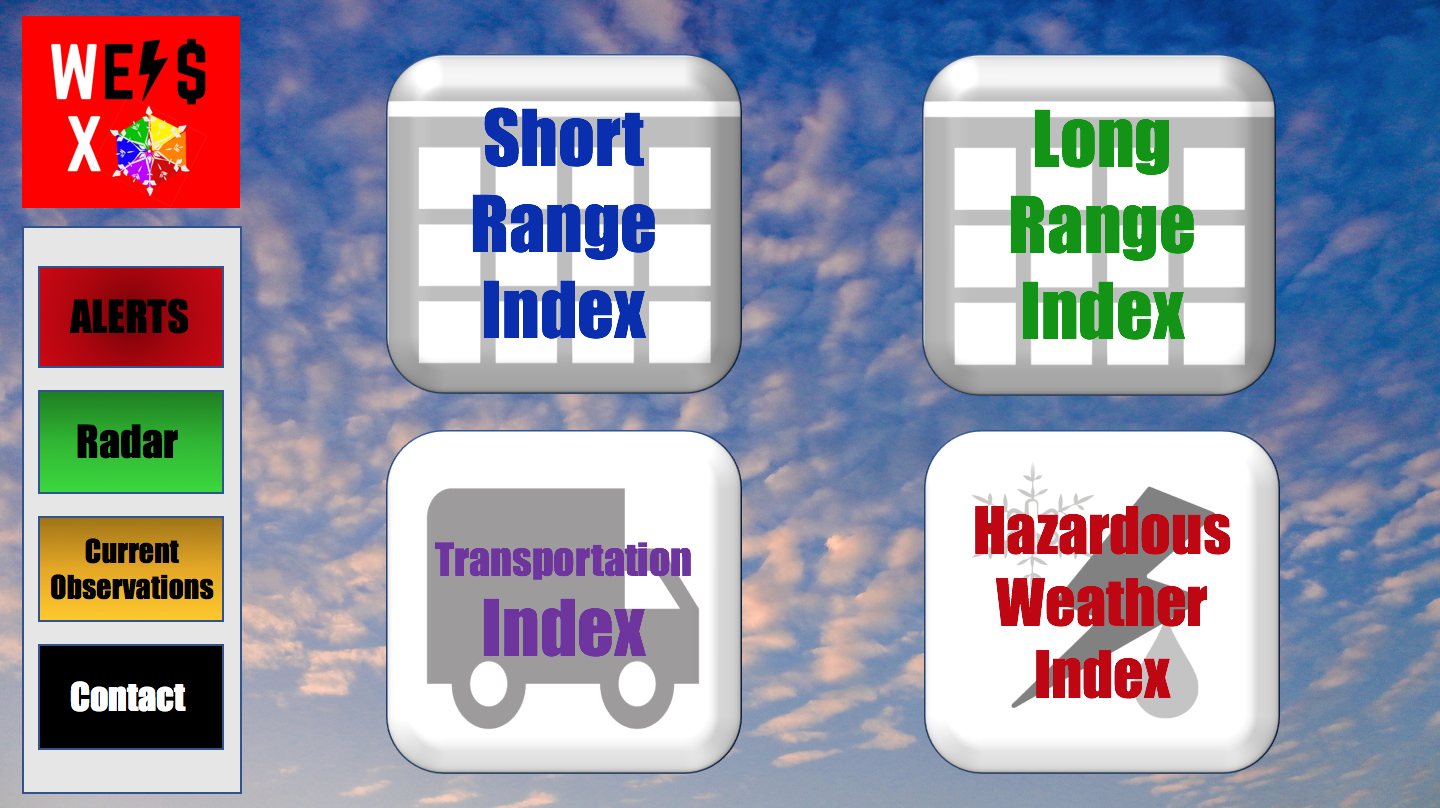 WE $
X
ALERTS
Radar
Current
Observations
Contact
Short
Range
Index
Long
Range
Index
Transportation
Index
Hazardous
Weather
Index